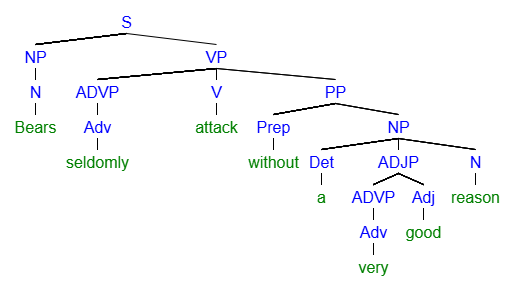 S
NP VP
N ADVP V PP
Bears Adv attack Prep NP
seldomly without Det ADJP N
a ADVP Adj reason
Adv good
very